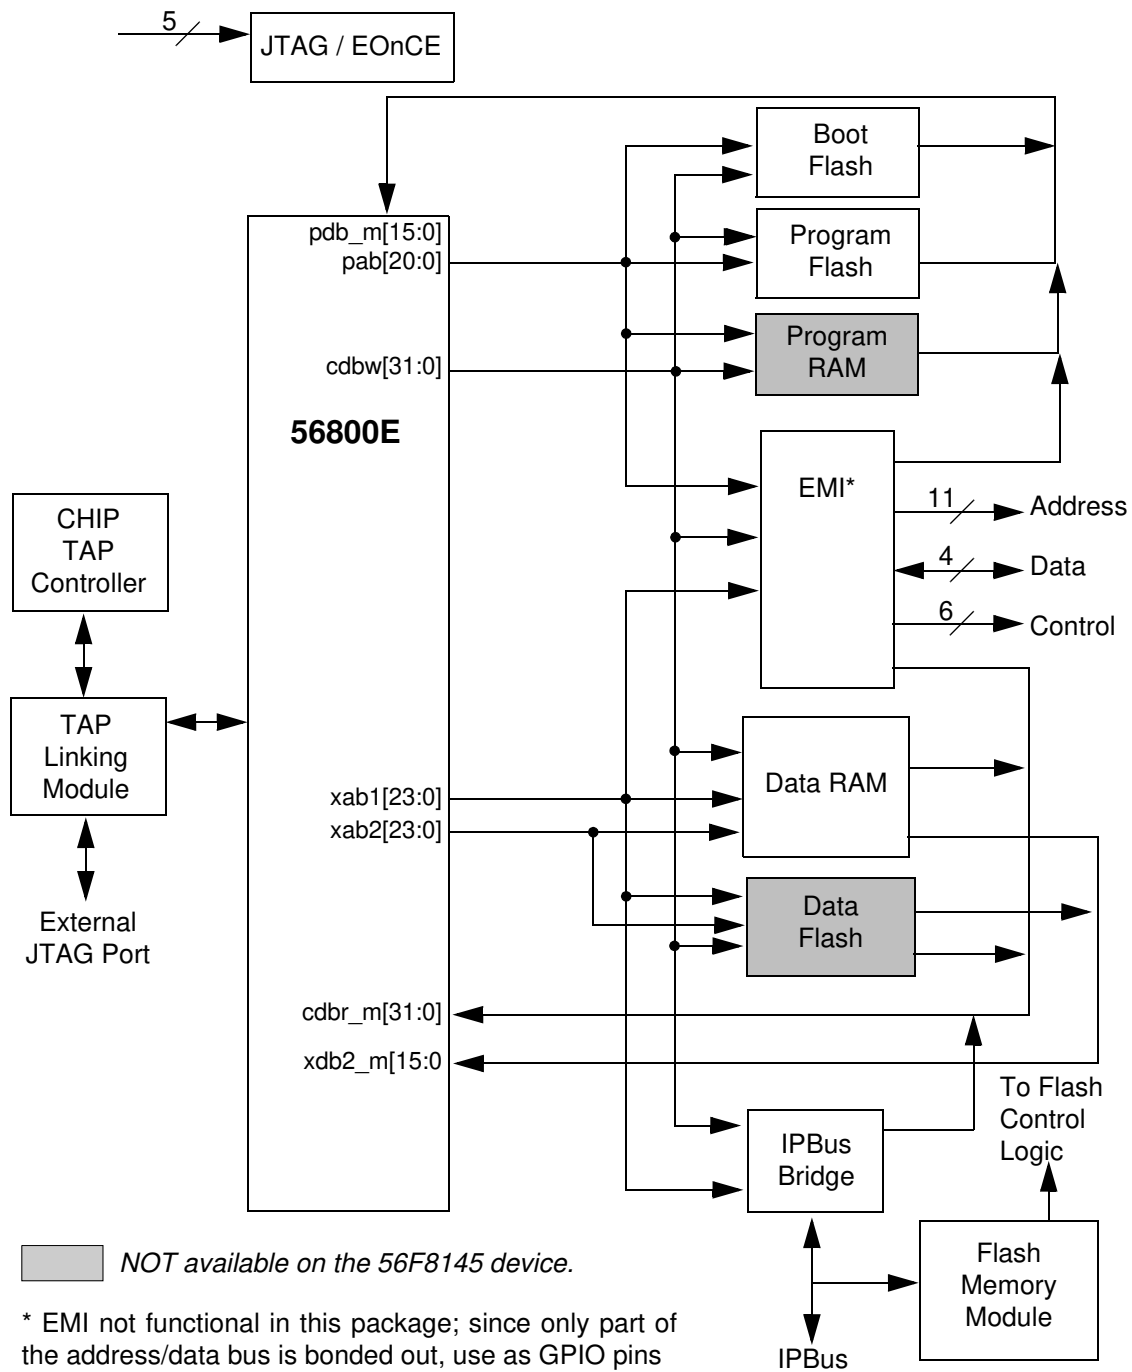 5
JTAG / EOnCE
Boot
Flash
pdb_m[15:0]
pab[20:0]
Program
Flash
cdbw[31:0]
Program
RAM
56800E
EMI*
11
Address
4
Data
6
Control
CHIP
TAP
Controller
TAP
Linking
Module
External
JTAG Port
xab1[23:0]
xab2[23:0]
Data RAM
Data
Flash
cdbr_m[31:0]
xdb2_m[15:0
To Flash
Control
Logic
IPBus
Bridge
Flash
Memory
Module
IPBus
NOT available on the 56F8145 device.
* EMI not functional in this package; since only part of
the address/data bus is bonded out, use as GPIO pins